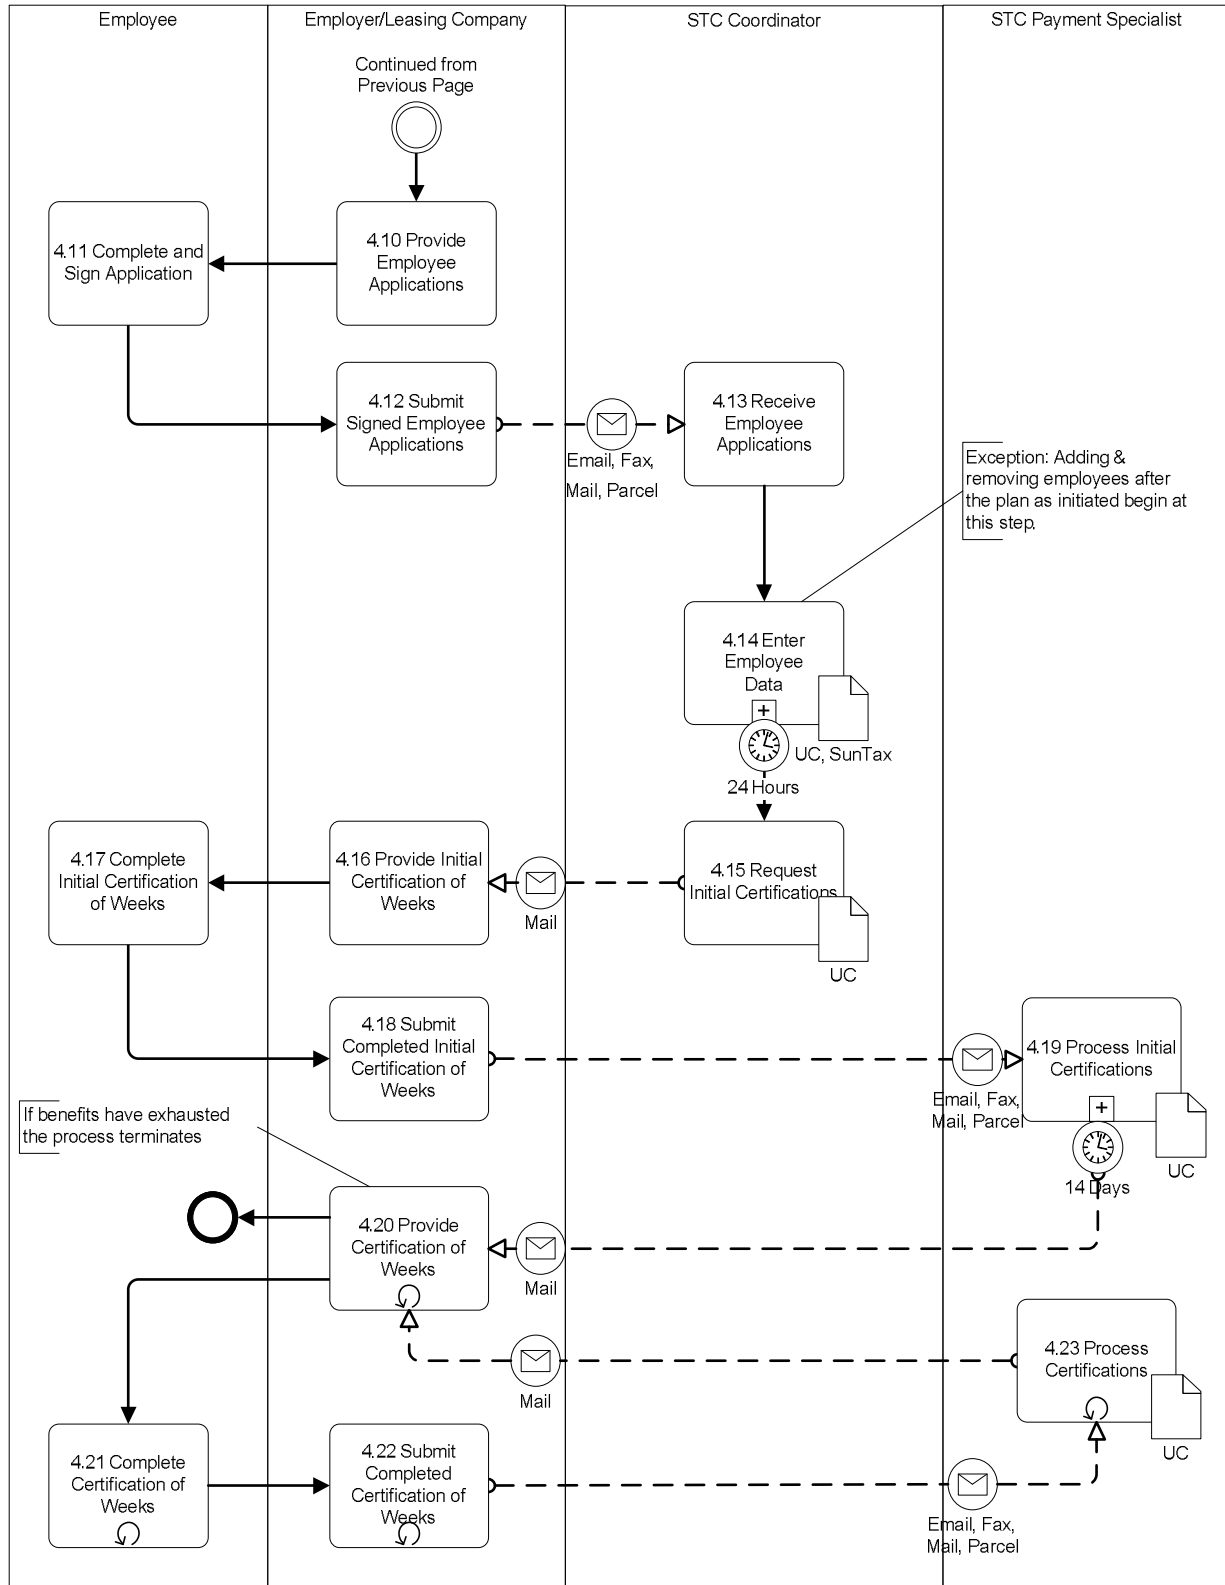 Employee
Employer/Leasing Company
STC Coordinator
STC Payment Specialist
Continued from
Previous Page
4.11 Complete and
Sign Application
4.10 Provide
Employee
Applications
4.12 Submit
Signed Employee
Applications
Email, Fax,
Mail, Parcel
4.13 Receive
Employee
Applications
Exception: Adding &
removing employees after
the plan as initiated begin at
this step.
4.14 Enter
Employee
Data
UC, SunTax
24 Hours
4.17 Complete
Initial Certification
of Weeks
4.16 Provide Initial
Certification of
Weeks
Mail
4.15 Request
Initial Certifications
UC
4.18 Submit
Completed Initial
Certification of
Weeks
Email, Fax,
Mail, Parcel
4.19 Process Initial
Certifications
UC
14 Days
If benefits have exhausted
the process terminates
4.20 Provide
Certification of
Weeks
Mail
Mail
4.23 Process
Certifications
UC
4.21 Complete
Certification of
Weeks
4.22 Submit
Completed
Certification of
Weeks
Email, Fax,
Mail, Parcel